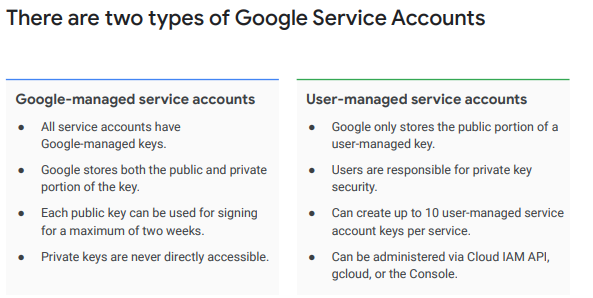 There are two types of Google Service Accounts
Google-managed service accounts
● All service accounts have
Google-managed keys.
● Google stores both the public and private
portion of the key.
● Each public key can be used for signing
for a maximum of two weeks.
● Private keys are never directly accessible.
User-managed service accounts
● Google only stores the public portion of a
user-managed key.
● Users are responsible for private key
security.
● Can create up to 10 user-managed service
account keys per service.
● Can be administered via Cloud IAM API,
gcloud, or the Console.